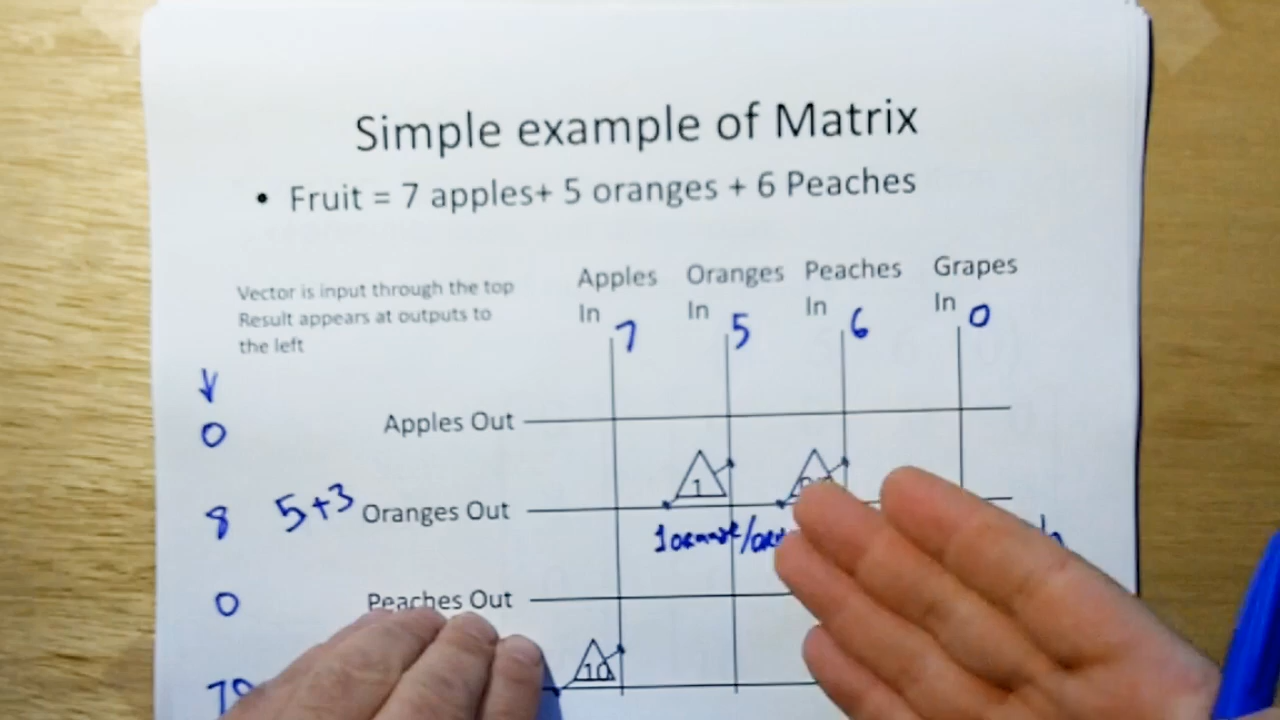 Simple example of Matrix
• Fruit = 7 apples+ 5 oranges + 6 Peaches
Vector is input through the top
Result appears at outputs to
the left
Apples
In
7
Oranges
In
5
Peaches
In
6
Grapes
In
0
0
Apples Out
1
8
5+3
Oranges Out
0
Peaches Out
10